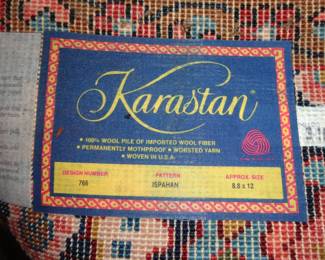 Karastan®
• 100% WOOL PILE OF IMPORTED WOOL FIBER
• PERMANENTLY MOTHPROOF • WORSTED YARN
• WOVEN IN U.S.A.
DESIGN NUMBER PATTERN APPROX. SIZE
766 ISPAHAN 8.8 x 12